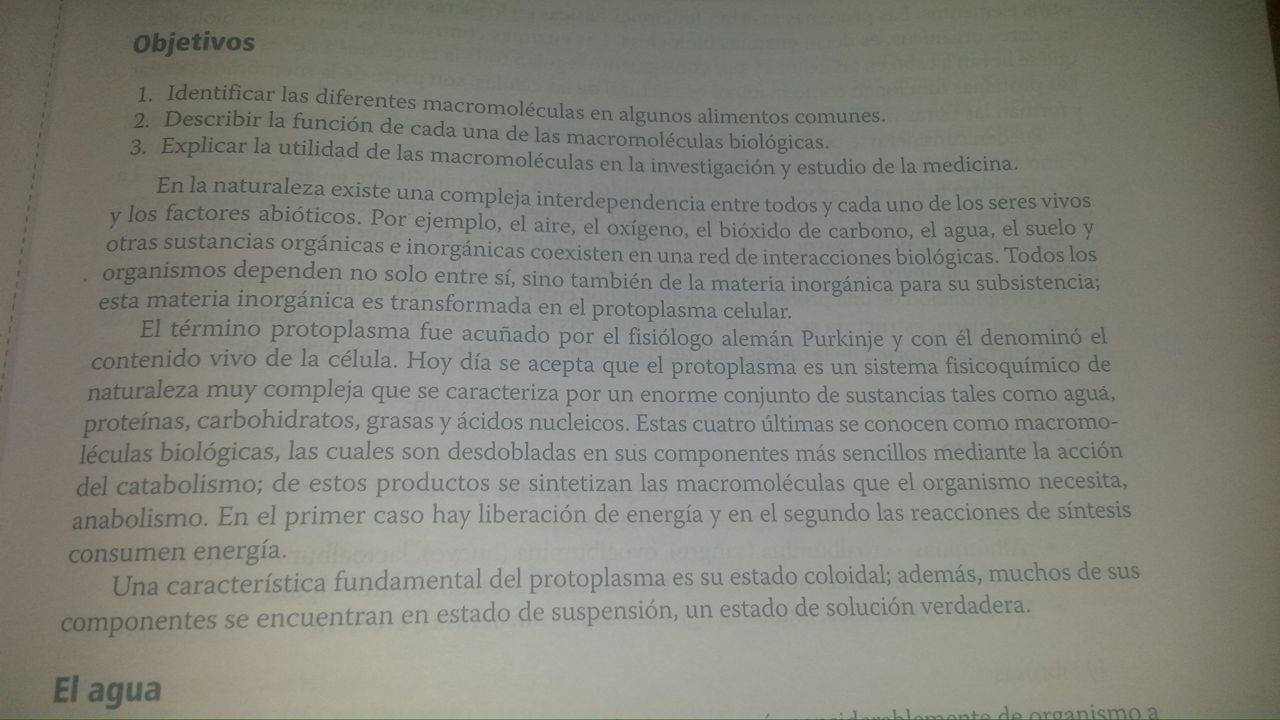 Objetivos
1. Identificar las diferentes macromoléculas en algunos alimentos comunes.
2. Describir la función de cada una de las macromoléculas biológicas.
3. Explicar la utilidad de las macromoléculas en la investigación y estudio de la medicina.
En la naturaleza existe una compleja interdependencia entre todos y cada uno de los seres vivos
y los factores abióticos. Por ejemplo, el aire, el oxígeno, el bióxido de carbono, el agua, el suelo y
otras sustancias orgánicas e inorgánicas coexisten en una red de interacciones biológicas. Todos los
organismos dependen no solo entre sí, sino también de la materia inorgánica para su subsistencia;
esta materia inorgánica es transformada en el protoplasma celular.
El término protoplasma fue acuñado por el fisiólogo alemán Purkinje y con él denominó el
contenido vivo de la célula. Hoy día se acepta que el protoplasma es un sistema fisicoquímico de
naturaleza muy compleja que se caracteriza por un enorme conjunto de sustancias tales como agua,
proteínas, carbohidratos, grasas y ácidos nucleicos. Estas cuatro últimas se conocen como macromo-
léculas biológicas, las cuales son desdobladas en sus componentes más sencillos mediante la acción
del catabolismo; de estos productos se sintetizan las macromoléculas que el organismo necesita,
anabolismo. En el primer caso hay liberación de energía y en el segundo las reacciones de síntesis
consumen energía.
Una característica fundamental del protoplasma es su estado coloidal; además, muchos de sus
componentes se encuentran en estado de suspensión, un estado de solución verdadera.
El agua
de organismo a